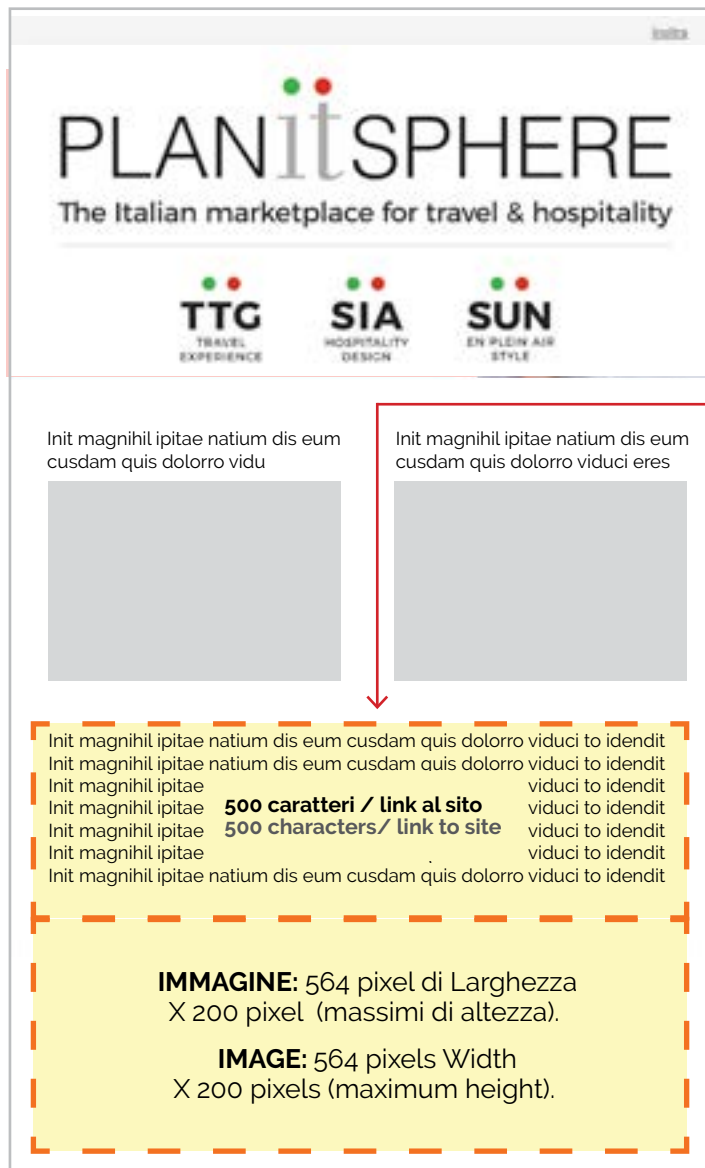 PLANitSPHERE
The Italian marketplace for travel & hospitality
TTG
TRAVEL
EXPERIENCE
SIA
HOSPITALITY
DESIGN
SUN
EN PLEIN AIR
STYLE
Init magnihil ipitae natium dis eum
cusdam quis dolorro vidu
Init magnihil ipitae natium dis eum
cusdam quis dolorro viduci eres
Init magnihil ipitae natium dis eum cusdam quis dolorro viduci to idendit
Init magnihil ipitae natium dis eum cusdam quis dolorro viduci to idendit
Init magnihil ipitae viduci to idendit
Init magnihil ipitae 500 caratteri / link al sito viduci to idendit
Init magnihil ipitae 500 characters/ link to site viduci to idendit
Init magnihil ipitae . viduci to idendit
Init magnihil ipitae natium dis eum cusdam quis dolorro viduci to idendit
IMMAGINE: 564 pixel di Larghezza
X 200 pixel (massimi di altezza).
IMAGE: 564 pixels Width
X 200 pixels (maximum height).